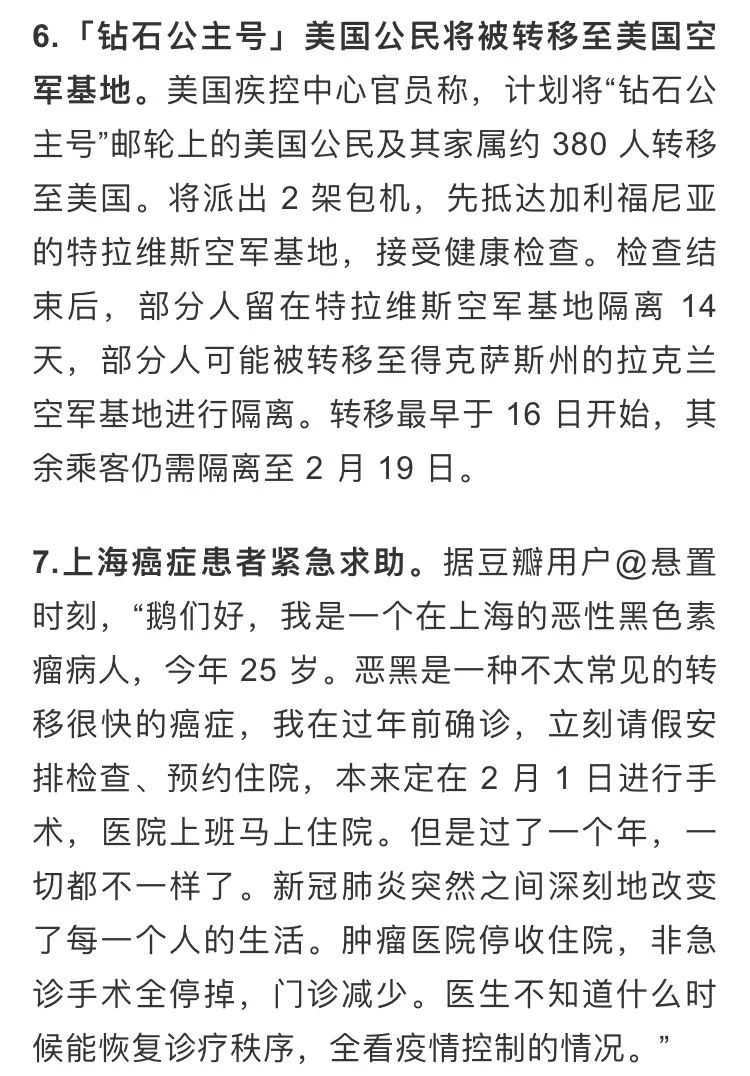 6.「钻石公主号」美国公民将被转移至美国空
军基地。美国疾控中心官员称，计划将“钻石公
主号”邮轮上的美国公民及其家属约 380 人转移
至美国。将派出 2 架包机，先抵达加利福尼亚
的特拉维斯空军基地，接受健康检查。检查结
束后，部分人留在特拉维斯空军基地隔离 14
天，部分人可能被转移至得克萨斯州的拉克兰
空军基地进行隔离。转移最早于 16 日开始，其
余乘客仍需隔离至 2 月 19 日。
7.上海癌症患者紧急求助。据豆瓣用户@悬置
时刻，“鹅们好，我是一个在上海的恶性黑色素
瘤病人，今年 25 岁。恶黑是一种不太常见的转
移很快的癌症，我在过年前确诊，立刻请假安
排检查、预约住院，本来定在 2 月 1 日进行手
术，医院上班马上住院。但是过了一个年，一
切都不一样了。新冠肺炎突然之间深刻地改变
了每一个人的生活。肿瘤医院停收住院，非急
诊手术全停掉，门诊减少。医生不知道什么时
候能恢复诊疗秩序，全看疫情控制的情况。”